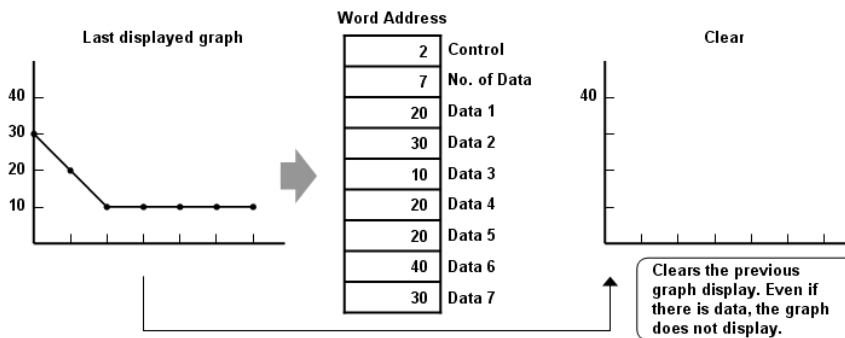 Last displayed graph
40
30
20
10
Word Address
2 Control
7 No. of Data
20 Data 1
30 Data 2
10 Data 3
20 Data 4
20 Data 5
40 Data 6
30 Data 7
Clear
40
Clears the previous
graph display. Even if
there is data, the graph
does not display.